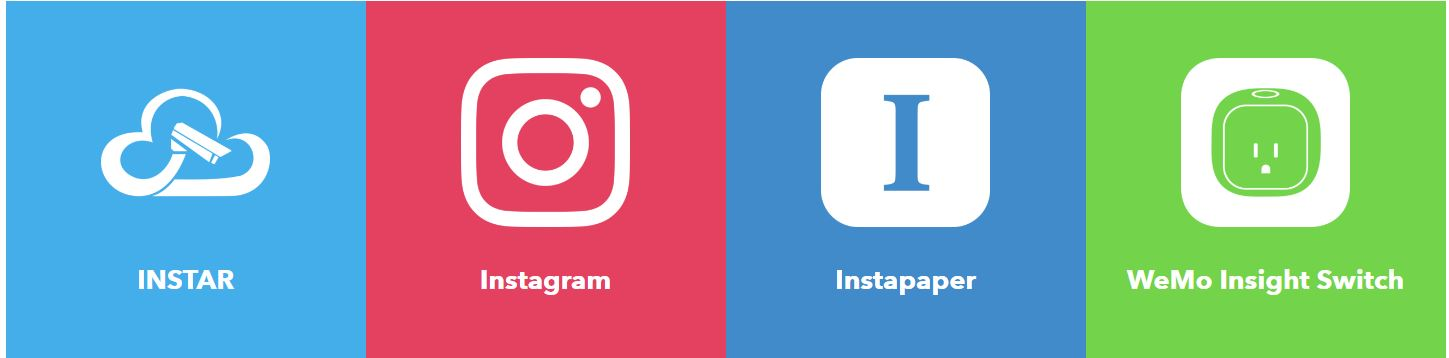 I
INSTAR
Instagram
Instapaper
WeMo Insight Switch